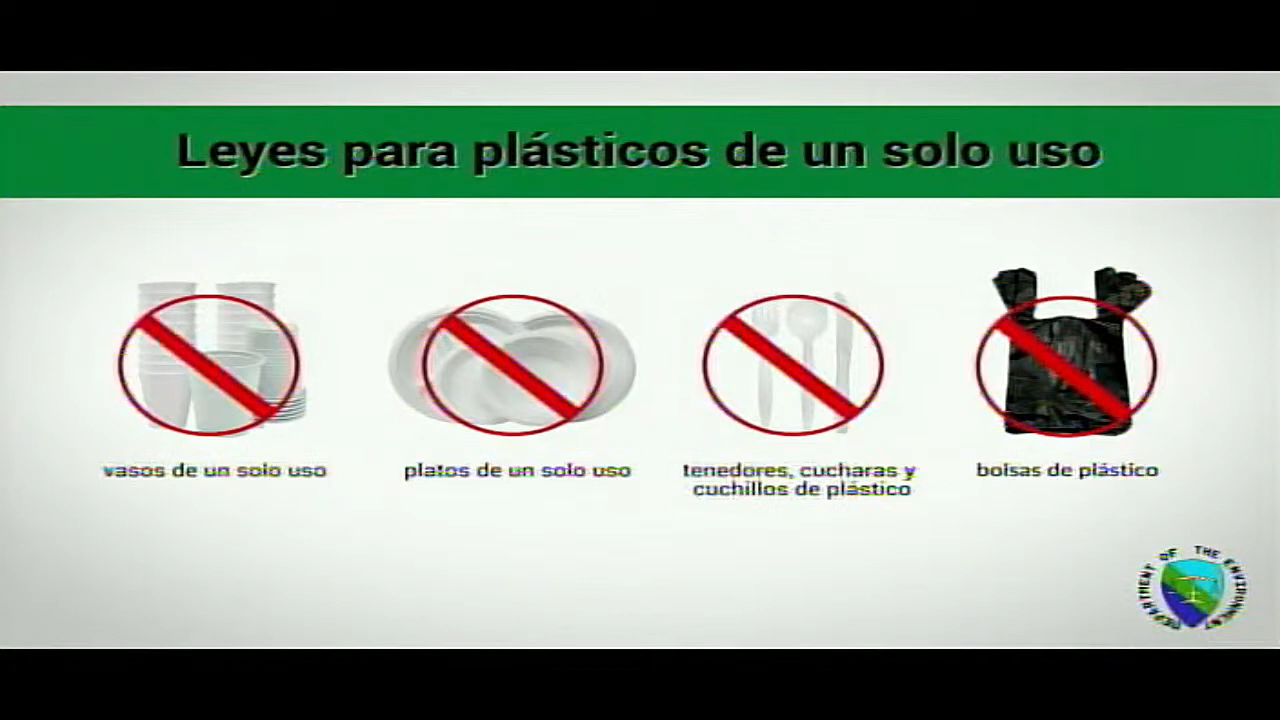 Leyes para plásticos de un solo uso
vasos de un solo uso
platos de un solo uso
tenedores, cucharas y
cuchillos de plástico
bolsas de plástico
DEPARTMENT OF THE ENVIRONMENT